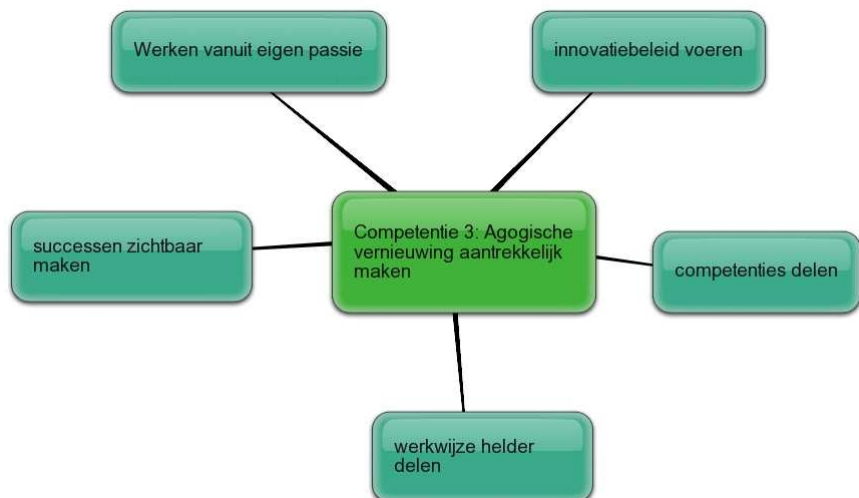 Werken vanuit eigen passie
innovatiebeleid voeren
Competentie 3: Agogische
vernieuwing aantrekkelijk
maken
successen zichtbaar
maken
competenties delen
werkwijze helder
delen